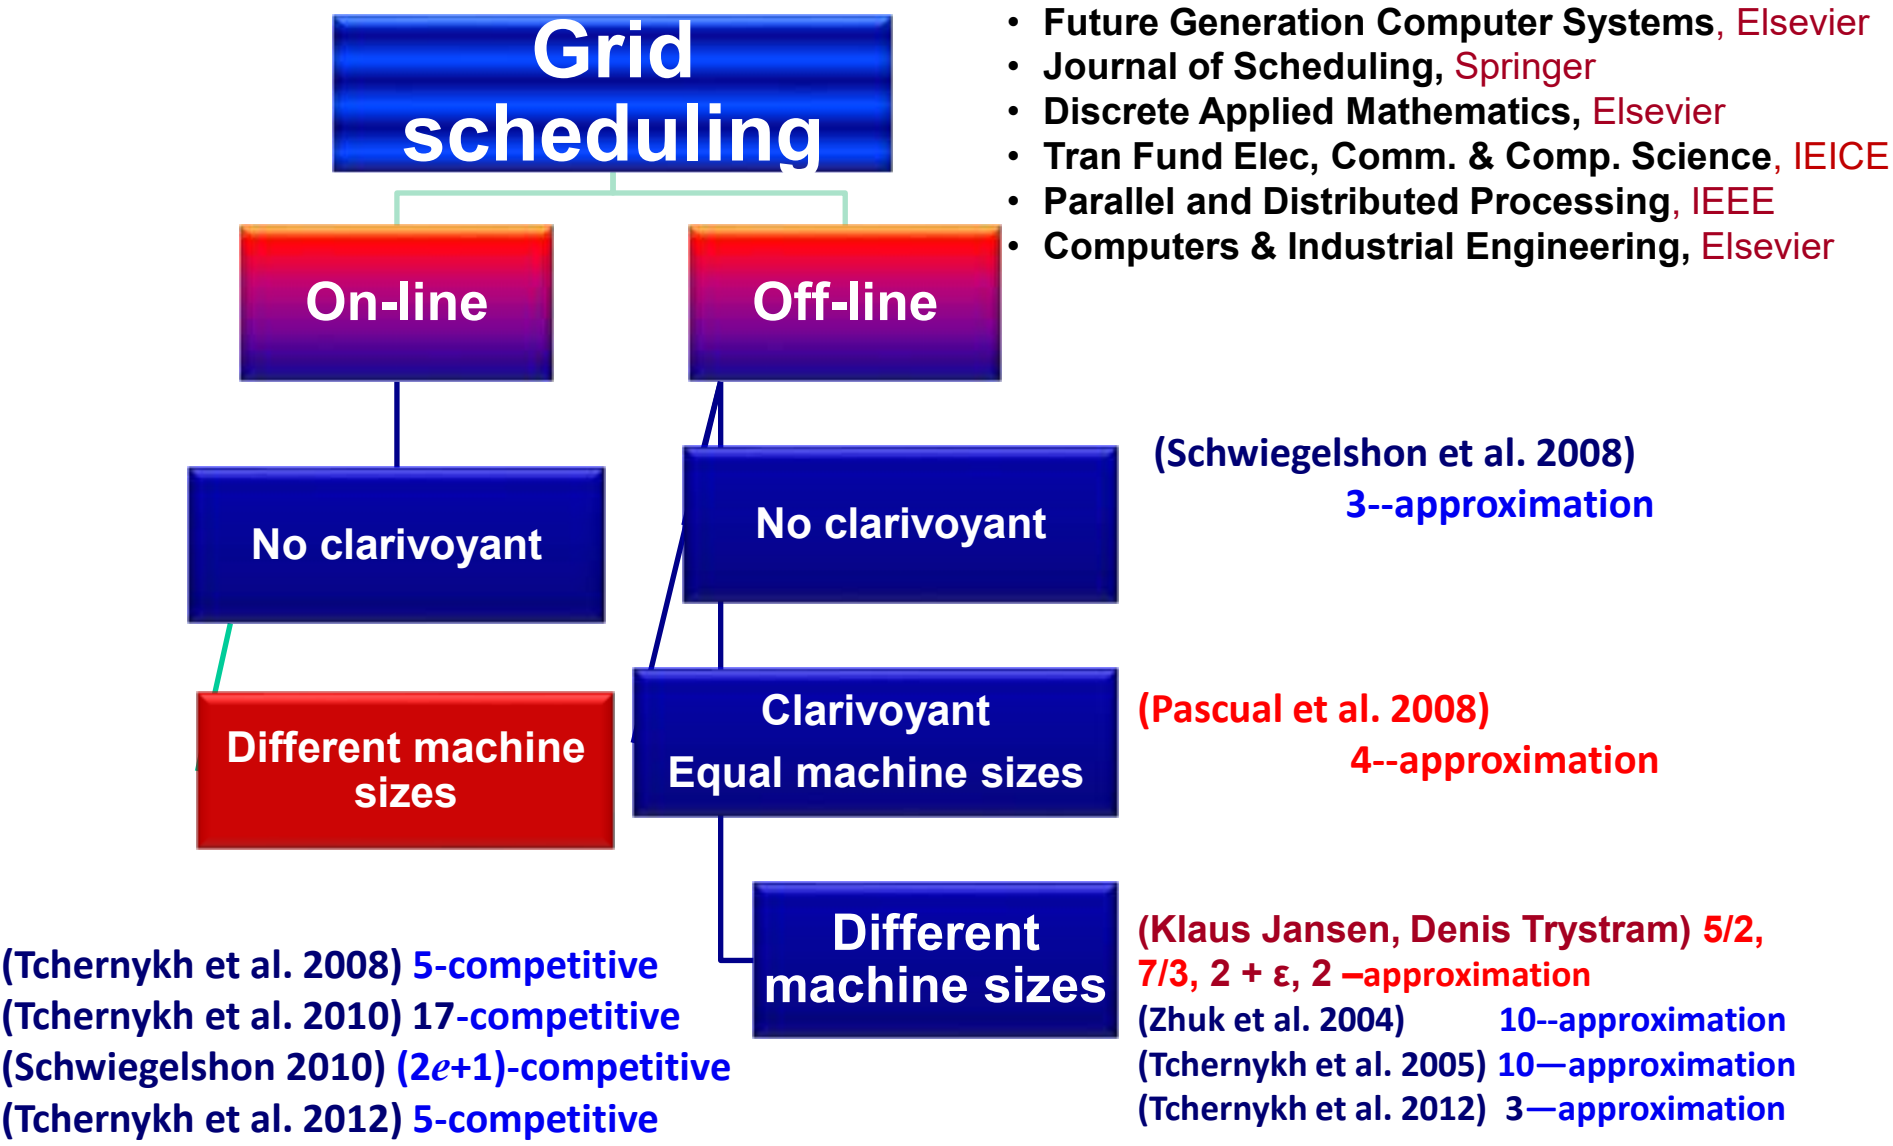 Grid
scheduling
• Future Generation Computer Systems, Elsevier
• Journal of Scheduling, Springer
• Discrete Applied Mathematics, Elsevier
• Tran Fund Elec, Comm. & Comp. Science, IEICE
• Parallel and Distributed Processing, IEEE
• Computers & Industrial Engineering, Elsevier
On-line
Off-line
No clarivoyant
No clarivoyant
(Schwiegelshon et al. 2008)
3--approximation
Different machine
sizes
Clarivoyant
Equal machine sizes
(Pascual et al. 2008)
4--approximation
Different
machine sizes
(Klaus Jansen, Denis Trystram) 5/2,
7/3, 2 + ε, 2 –approximation
(Zhuk et al. 2004) 10--approximation
(Tchernykh et al. 2005) 10—approximation
(Tchernykh et al. 2012) 3—approximation
(Tchernykh et al. 2008) 5-competitive
(Tchernykh et al. 2010) 17-competitive
(Schwiegelshon 2010) (2e+1)-competitive
(Tchernykh et al. 2012) 5-competitive